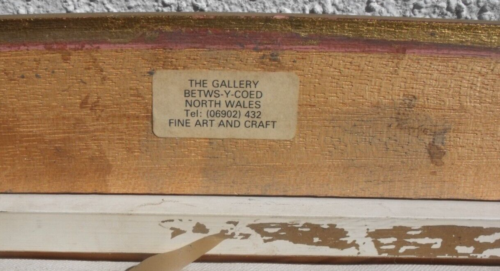 THE GALLERY
BETWS-Y-COED
NORTH WALES
Tel: (06902) 432
FINE ART AND CRAFT